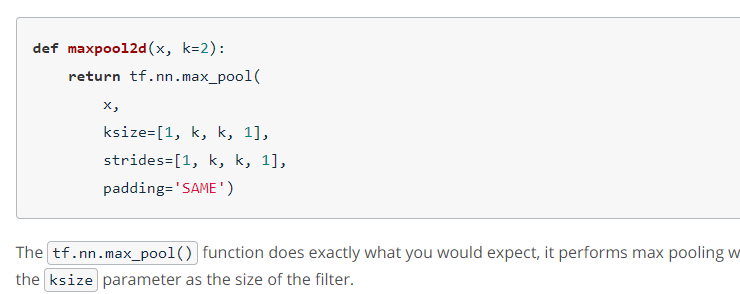 def maxpool2d(x, k=2):
    return tf.nn.max_pool(
        x,
        ksize=[1, k, k, 1],
        strides=[1, k, k, 1],
        padding='SAME')
The tf.nn.max_pool() function does exactly what you would expect, it performs max pooling w
the ksize parameter as the size of the filter.